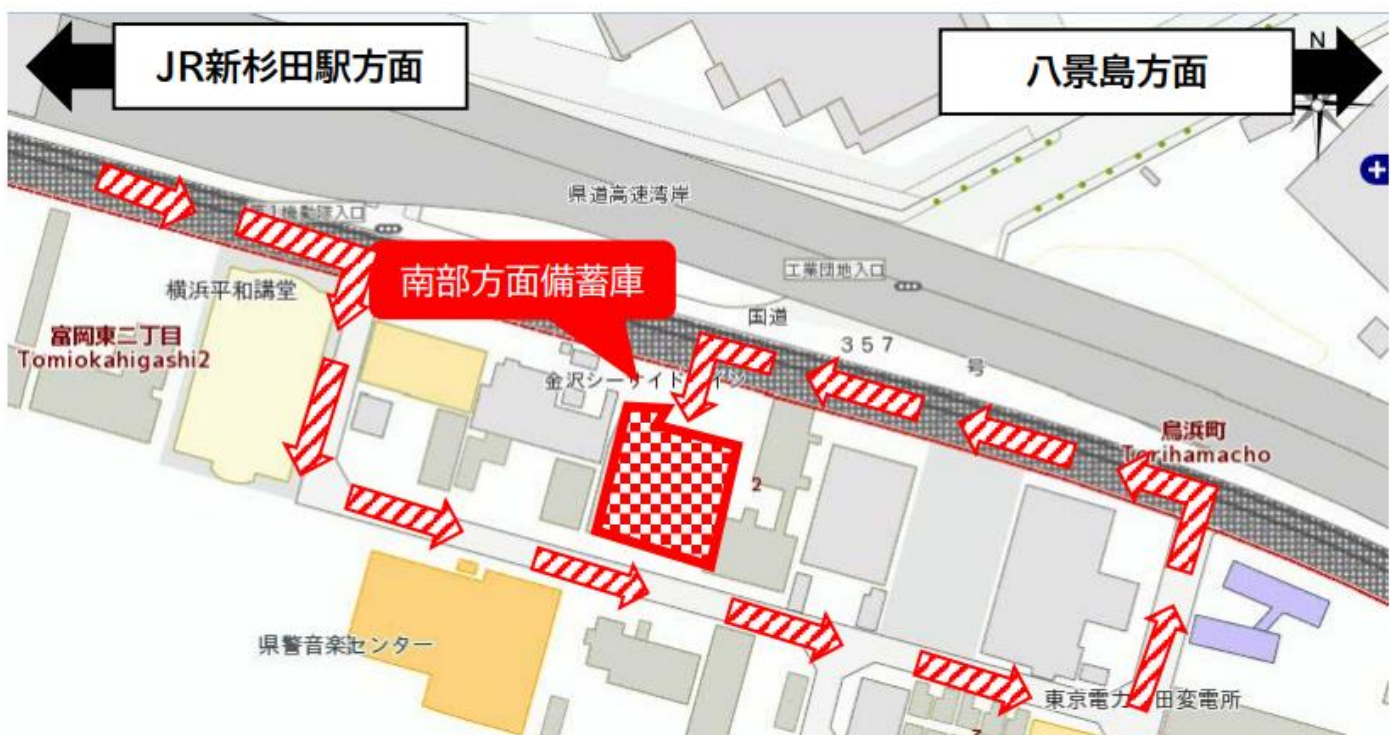 JR新杉田駅方面
八景島方面
N
県道高速湾岸
機動隊入口
工業団地入口
南部方面備蓄庫
横浜平和講堂
国道
357
号
富岡東二丁目
Tomiokahigashi2
金沢シーサイド
鳥浜町
Torihamacho
2
県警音楽センター
東京電力
田変電所